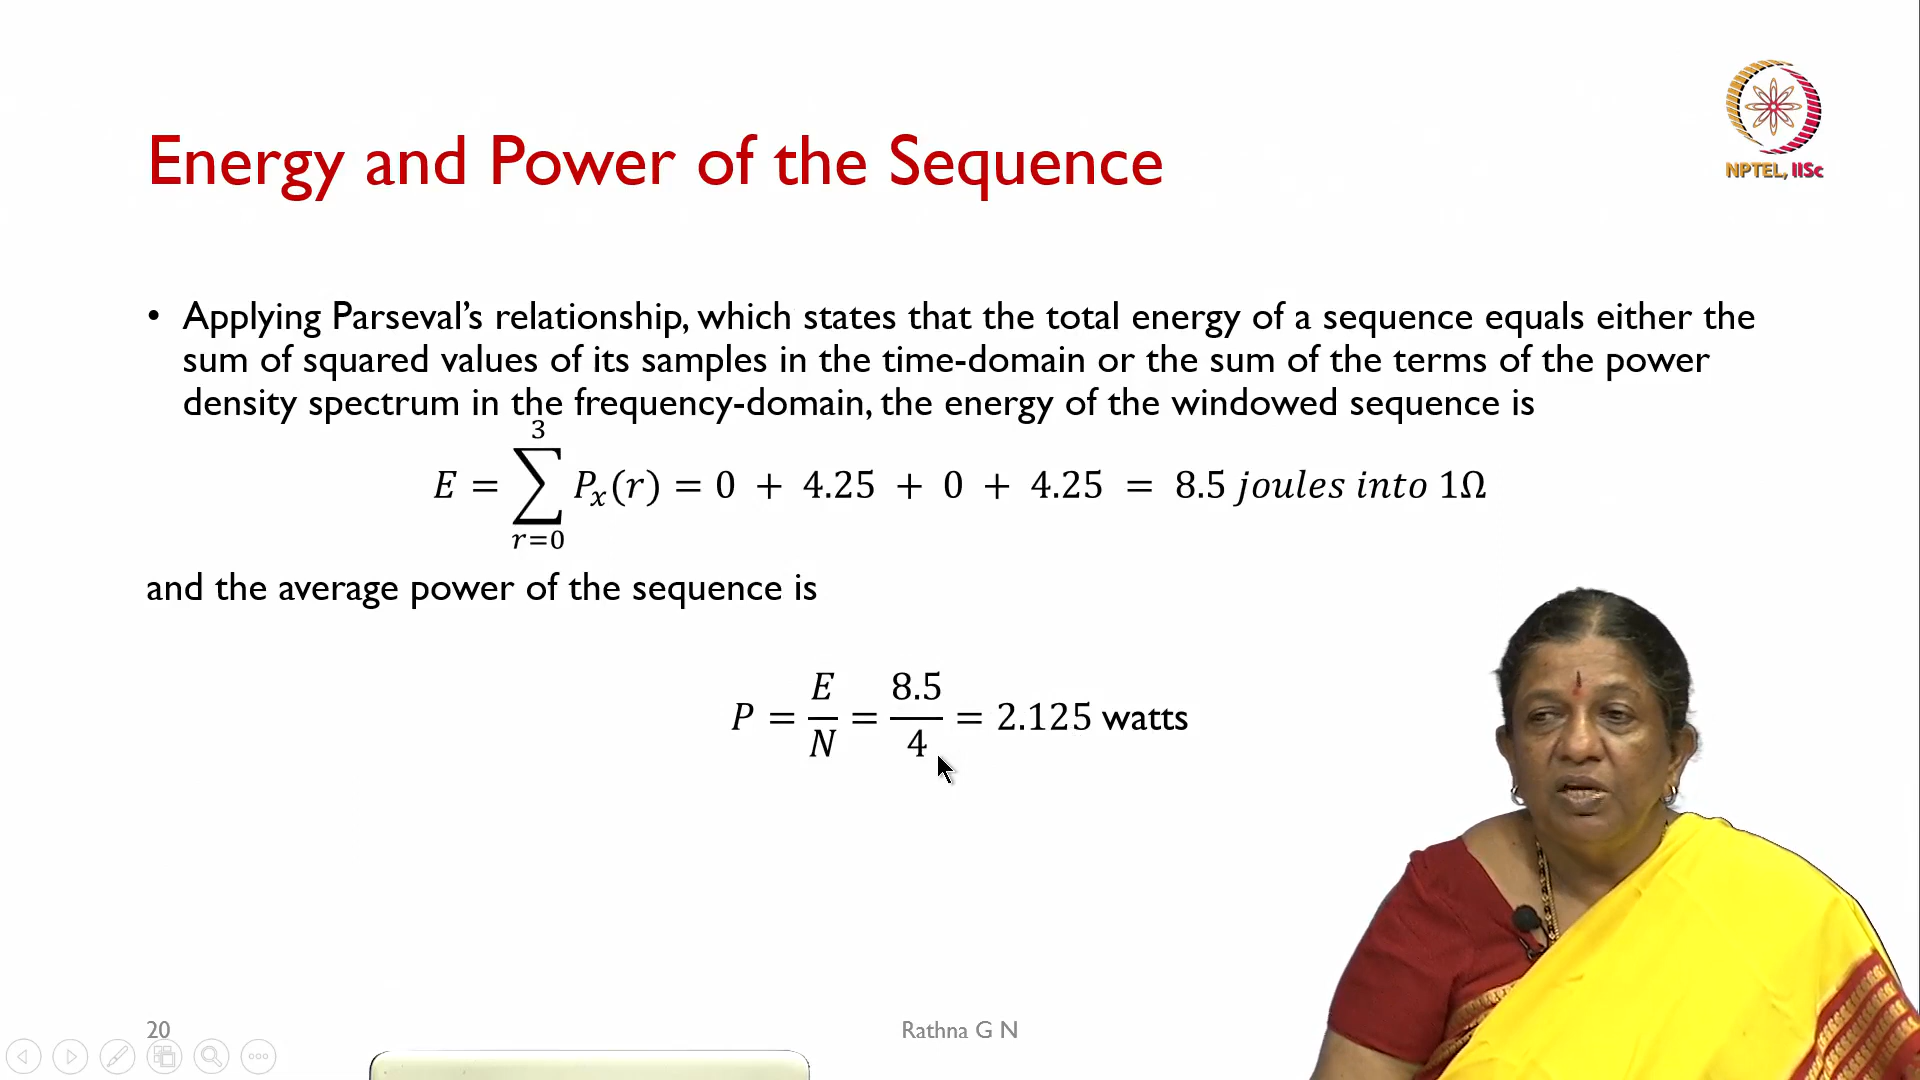 NPTEL, IISc
Energy and Power of the Sequence
• Applying Parseval's relationship, which states that the total energy of a sequence equals either the
sum of squared values of its samples in the time-domain or the sum of the terms of the power
density spectrum in the frequency-domain, the energy of the windowed sequence is
E = ∑_{r=0}^{3} Pₓ(r) = 0 + 4.25 + 0 + 4.25 = 8.5 joules into 1Ω
and the average power of the sequence is
P = E/N = 8.5/4 = 2.125 watts
20
Rathna G N